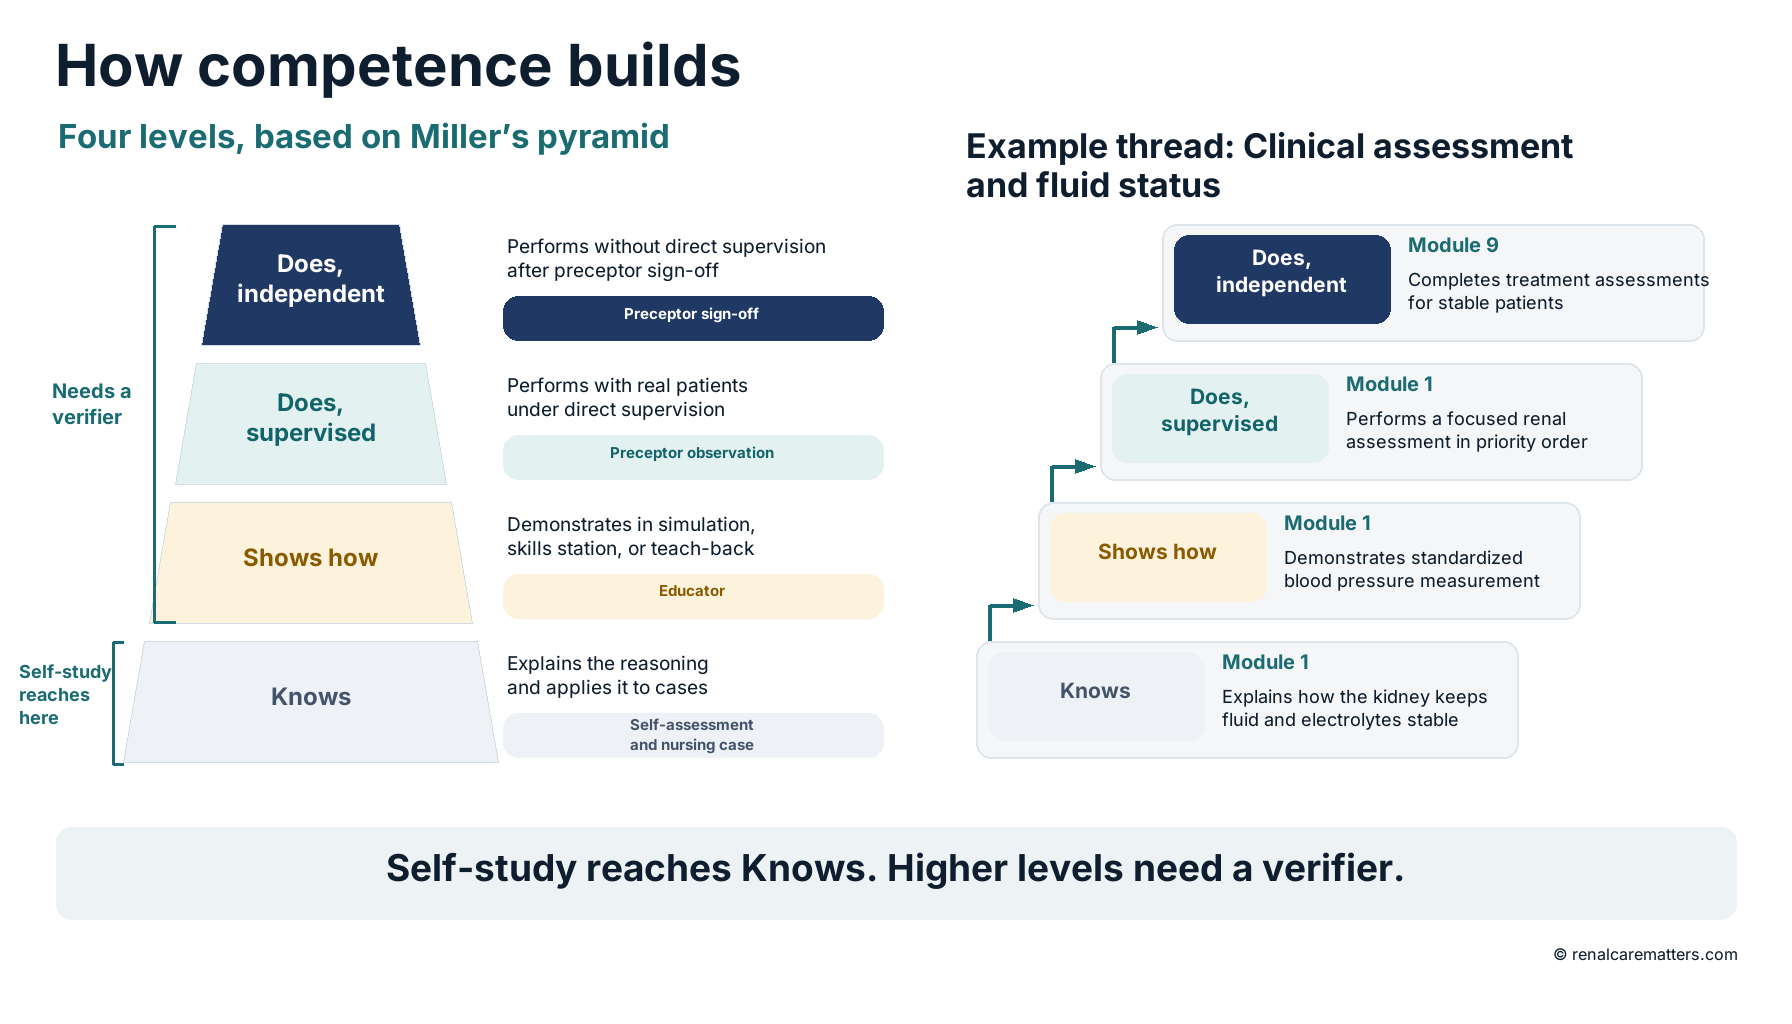 How competence builds
Four levels, based on Miller’s pyramid
Needs a
verifier
Self-study
reaches
here
Does,
independent
Performs without direct supervision
after preceptor sign-off
Preceptor sign-off
Does,
supervised
Performs with real patients
under direct supervision
Preceptor observation
Shows how
Demonstrates in simulation,
skills station, or teach-back
Educator
Knows
Explains the reasoning
and applies it to cases
Self-assessment
and nursing case
Example thread: Clinical assessment
and fluid status
Does,
independent
Module 9
Completes treatment assessments
for stable patients
Does,
supervised
Module 1
Performs a focused renal
assessment in priority order
Shows how
Module 1
Demonstrates standardized
blood pressure measurement
Knows
Module 1
Explains how the kidney keeps
fluid and electrolytes stable
Self-study reaches Knows. Higher levels need a verifier.
© renalcarematters.com